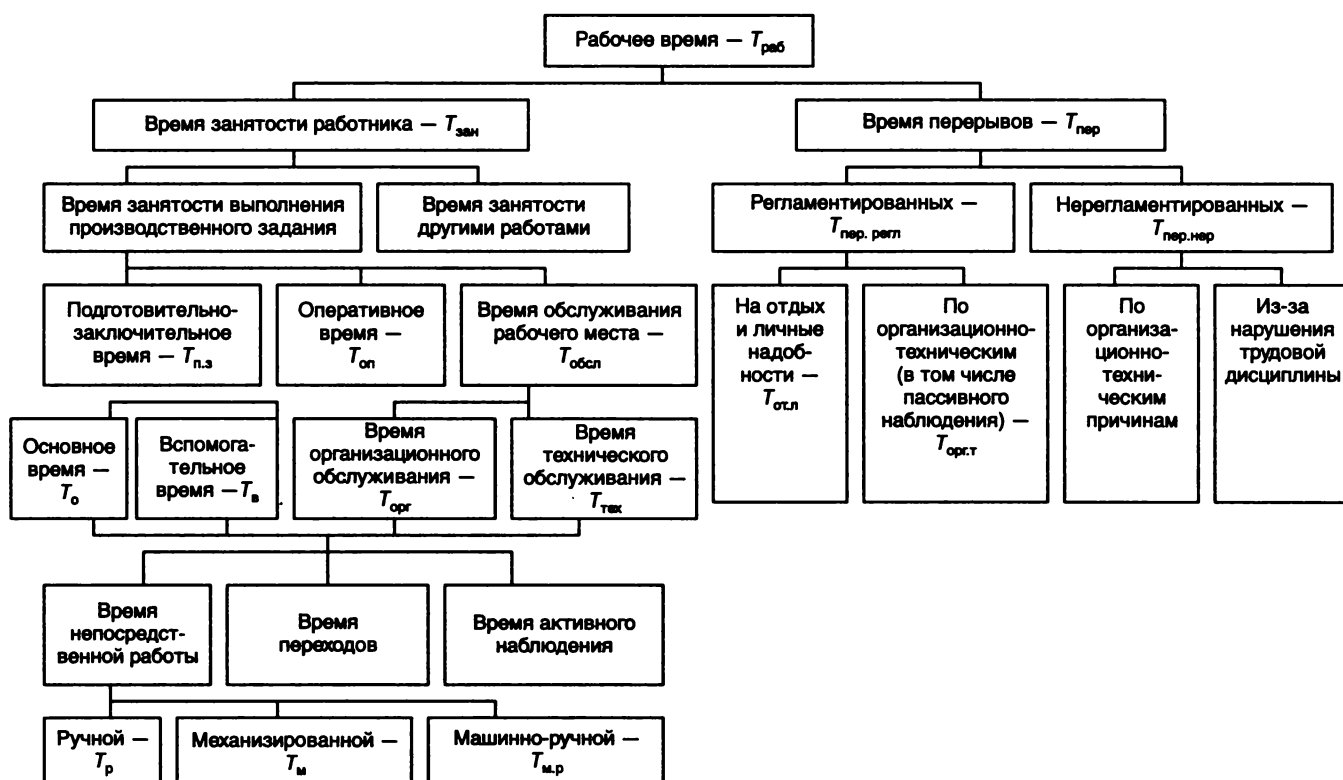 Рабочее время — Tраб
Время занятости работника — Tзан
Время перерывов — Tпер
Время занятости выполнения
производственного задания
Время занятости
другими работами
Регламентированных —
Tпер. регл
Нерегламентированных —
Tпер.нер
Подготовительно-
заключительное
время — Tп.з
Оперативное
время —
Tоп
Время обслуживания
рабочего места —
Tобсл
На отдых
и личные
надоб-
ности —
Tот.л
По
организационно-
техническим
(в том числе
пассивного
наблюдения) —
Tорг.т
По
организа-
ционно-
техни-
ческим
причинам
Из-за
нарушения
трудовой
дисциплины
Основное
время —
Tо
Вспомога-
тельное
время —Tв
Время
организационного
обслуживания —
Tорг
Время
технического
обслуживания —
Tтех
Время
непосредст-
венной работы
Время
переходов
Время активного
наблюдения
Ручной —
Tр
Механизированной —
Tм
Машинно-ручной —
Tм.р